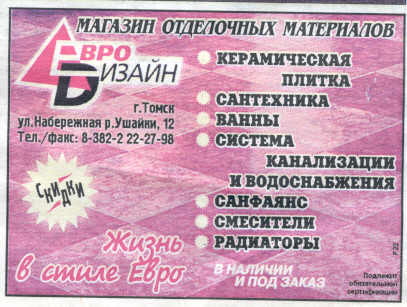 МАГАЗИН ОТДЕЛОЧНЫХ МАТЕРИАЛОВ
ЕВРО
ДИЗАЙН
г.Томск
ул.Набережная р.Ушайки, 12
Тел./факс: 8-382-2 22-27-98
СКИДКИ
Жизнь
в стиле Евро
КЕРАМИЧЕСКАЯ
ПЛИТКА
САНТЕХНИКА
ВАННЫ
СИСТЕМА
КАНАЛИЗАЦИИ
И ВОДОСНАБЖЕНИЯ
САНФАЯНС
СМЕСИТЕЛИ
РАДИАТОРЫ
В НАЛИЧИИ
И ПОД ЗАКАЗ
Подлежит
обязательной
сертификации